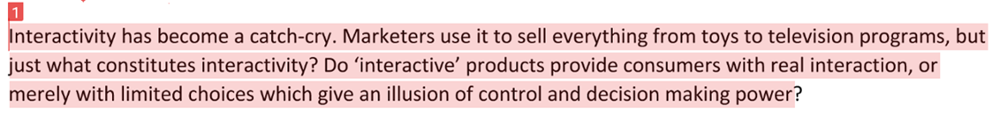 1
Interactivity has become a catch-cry. Marketers use it to sell everything from toys to television programs, but
just what constitutes interactivity? Do ‘interactive’ products provide consumers with real interaction, or
merely with limited choices which give an illusion of control and decision making power?